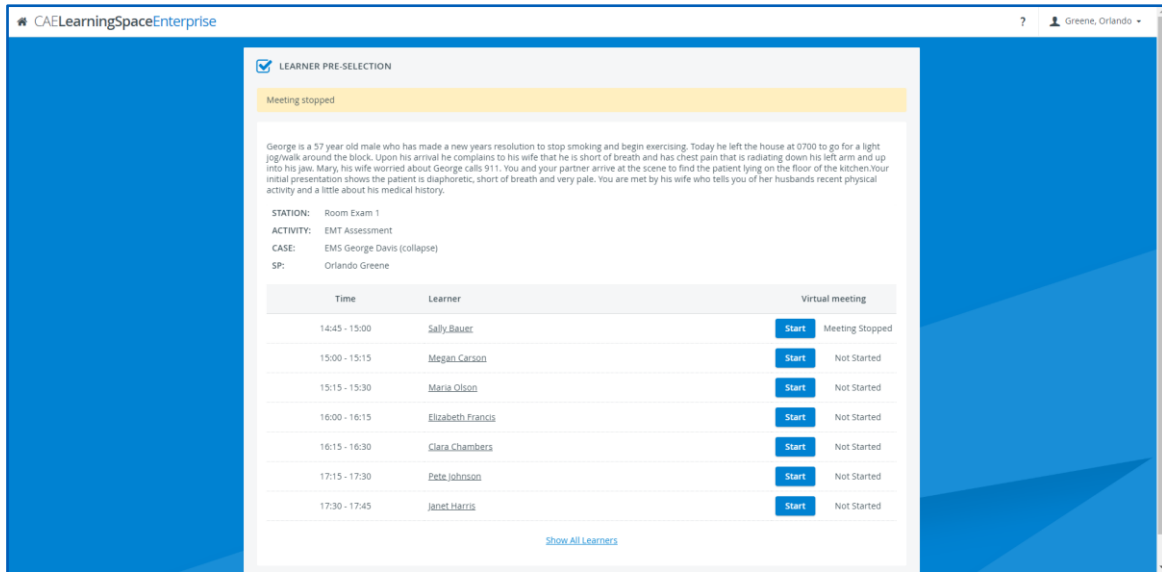 CAELearningSpaceEnterprise
? Greene, Orlando
LEARNER PRE-SELECTION
Meeting stopped
George is a 57 year old male who has made a new years resolution to stop smoking and begin exercising. Today he left the house at 0700 to go for a light
jog/walk around the block. Upon his arrival he complains to his wife that he is short of breath and has chest pain that is radiating down his left arm and up
into his jaw. Mary, his wife worried about George calls 911. You and your partner arrive at the scene to find the patient lying on the floor of the kitchen.Your
initial presentation shows the patient is diaphoretic, short of breath and very pale. You are met by his wife who tells you of her husbands recent physical
activity and a little about his medical history.
STATION: Room Exam 1
ACTIVITY: EMT Assessment
CASE: EMS George Davis (collapse)
SP: Orlando Greene
Time Learner Virtual meeting
14:45 - 15:00 Sally Bauer Start Meeting Stopped
15:00 - 15:15 Megan Carson Start Not Started
15:15 - 15:30 Maria Olson Start Not Started
16:00 - 16:15 Elizabeth Francis Start Not Started
16:15 - 16:30 Clara Chambers Start Not Started
17:15 - 17:30 Pete Johnson Start Not Started
17:30 - 17:45 Janet Harris Start Not Started
Show All Learners